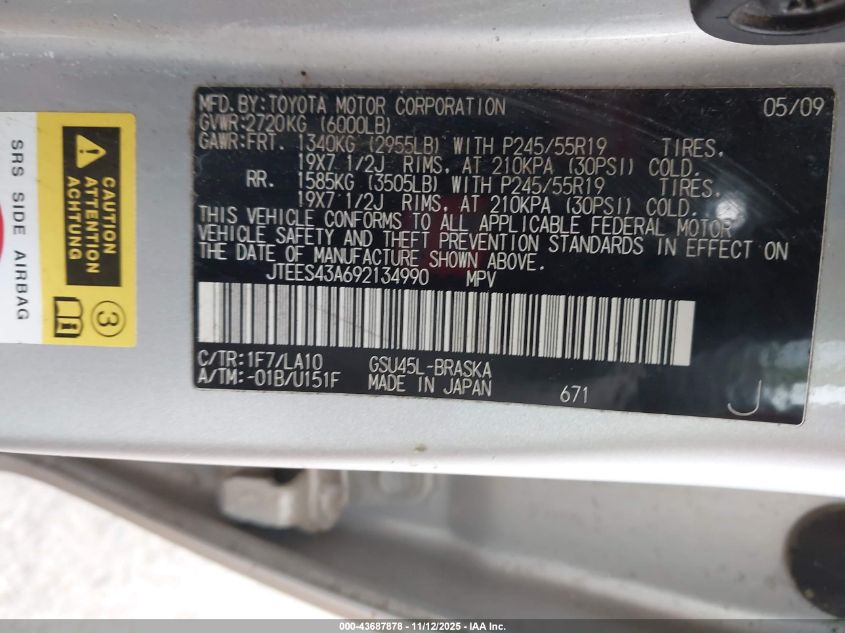 MFD. BY: TOYOTA MOTOR CORPORATION 05/09
GVWR: 2720KG (6000LB)
GAWR: FRT. 1340KG (2955LB) WITH P245/55R19 TIRES,
19X7 1/2J RIMS, AT 210KPA (30PSI) COLD.
RR. 1585KG (3505LB) WITH P245/55R19 TIRES,
19X7 1/2J RIMS, AT 210KPA (30PSI) COLD.
THIS VEHICLE CONFORMS TO ALL APPLICABLE FEDERAL MOTOR
VEHICLE SAFETY AND THEFT PREVENTION STANDARDS IN EFFECT ON
THE DATE OF MANUFACTURE SHOWN ABOVE.
JTEES43A692134990 MPV
C/TR: 1F7/LA10 GSU45L-BRASKA
A/TM: -01B/U151F MADE IN JAPAN 671
J
SRS SIDE AIRBAG
CAUTION
ATTENTION
ACHTUNG
3
000-43687878 - 11/12/2025 - IAA Inc.